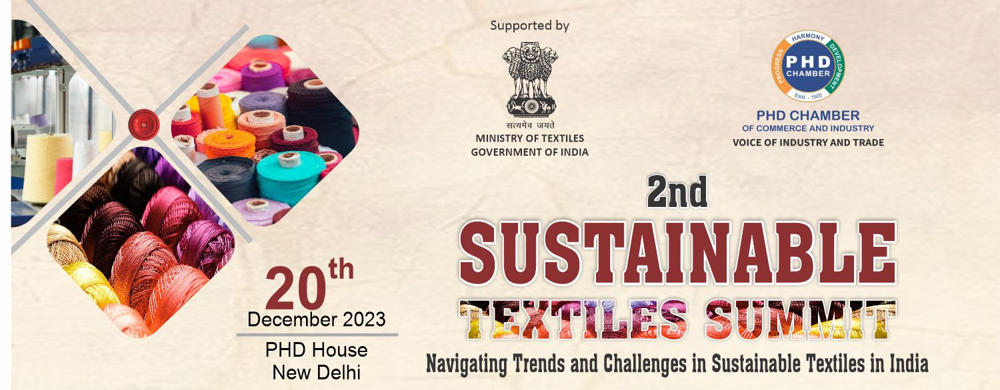 Supported by
सत्यमेव जयते
MINISTRY OF TEXTILES
GOVERNMENT OF INDIA
PROGRESS HARMONY DEVELOPMENT
PHD
CHAMBER
Estd. - 1905
PHD CHAMBER
OF COMMERCE AND INDUSTRY
VOICE OF INDUSTRY AND TRADE
2nd
SUSTAINABLE
TEXTILES SUMMIT
Navigating Trends and Challenges in Sustainable Textiles in India
20th
December 2023
PHD House
New Delhi